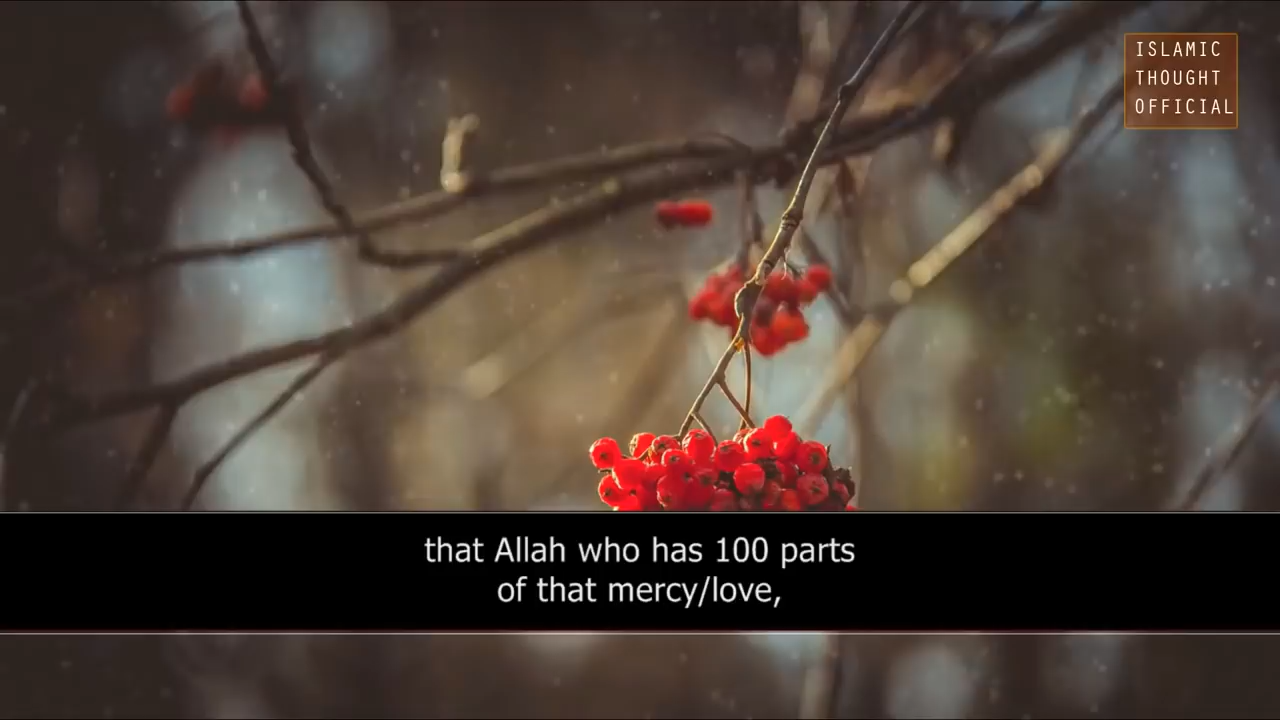 ISLAMIC
THOUGHT
OFFICIAL
that Allah who has 100 parts
of that mercy/love,